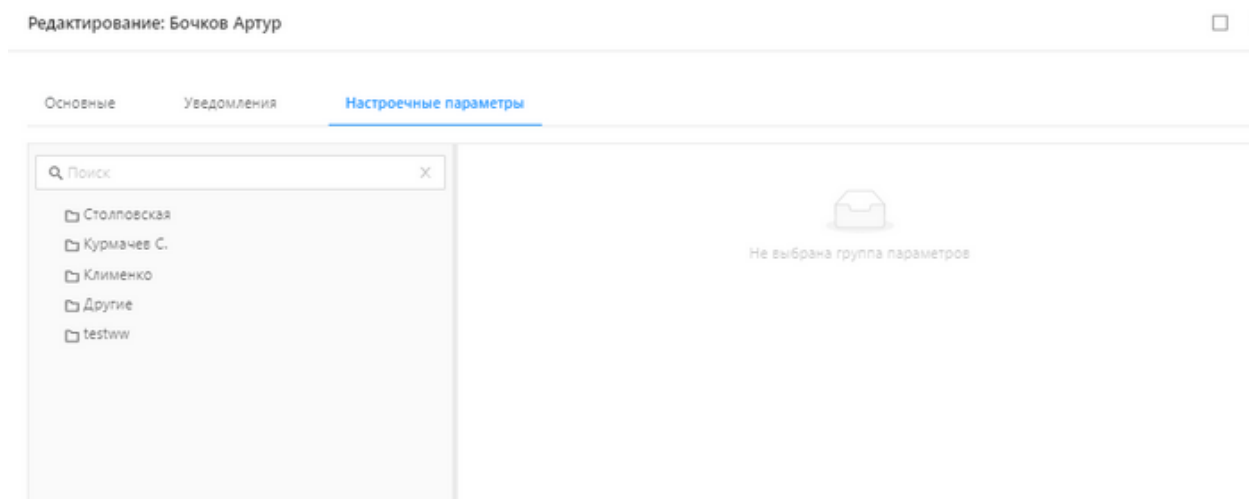 Редактирование: Бочков Артур
Основные Уведомления Настроечные параметры
Поиск
Столповская
Курмачев С.
Клименко
Другие
testww
Не выбрана группа параметров